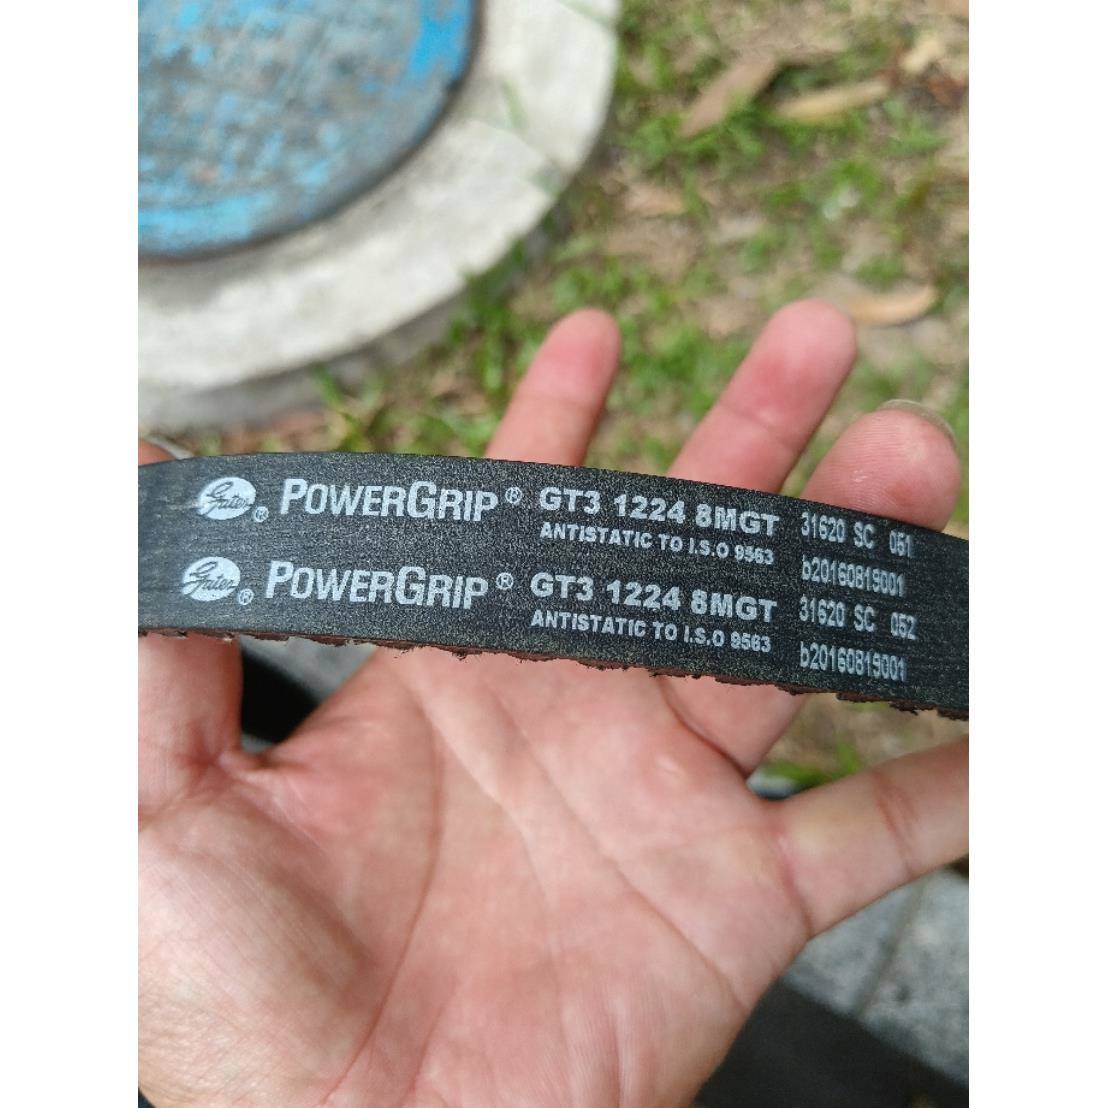 Gates® POWERGRIP® GT3 1224 8MGT 31620 SC 051
ANTISTATIC TO I.S.O 9563 b20160819001
Gates® POWERGRIP® GT3 1224 8MGT 31620 SC 052
ANTISTATIC TO I.S.O 9563 b20160819001